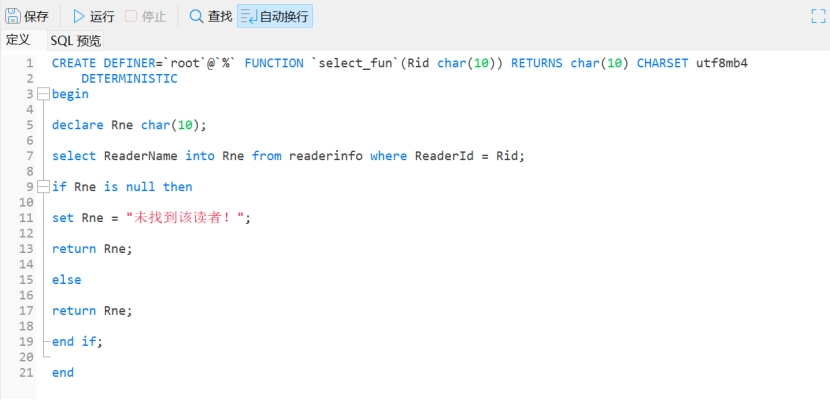 保存 运行 停止 查找 自动换行
定义 SQL 预览
1 CREATE DEFINER=`root`@`%` FUNCTION `select_fun`(Rid char(10)) RETURNS char(10) CHARSET utf8mb4
2 DETERMINISTIC
3 begin
4
5 declare Rne char(10);
6
7 select ReaderName into Rne from readerinfo where ReaderId = Rid;
8
9 if Rne is null then
10
11 set Rne = "未找到该读者！";
12
13 return Rne;
14
15 else
16
17 return Rne;
18
19 end if;
20
21 end